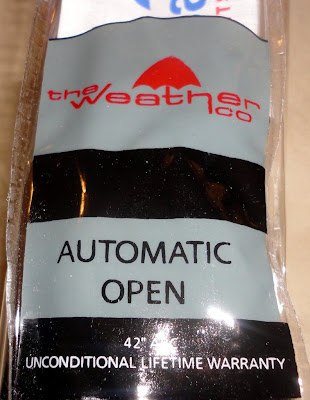 the Weather
co
AUTOMATIC
OPEN
42"
UNCONDITIONAL LIFETIME WARRANTY